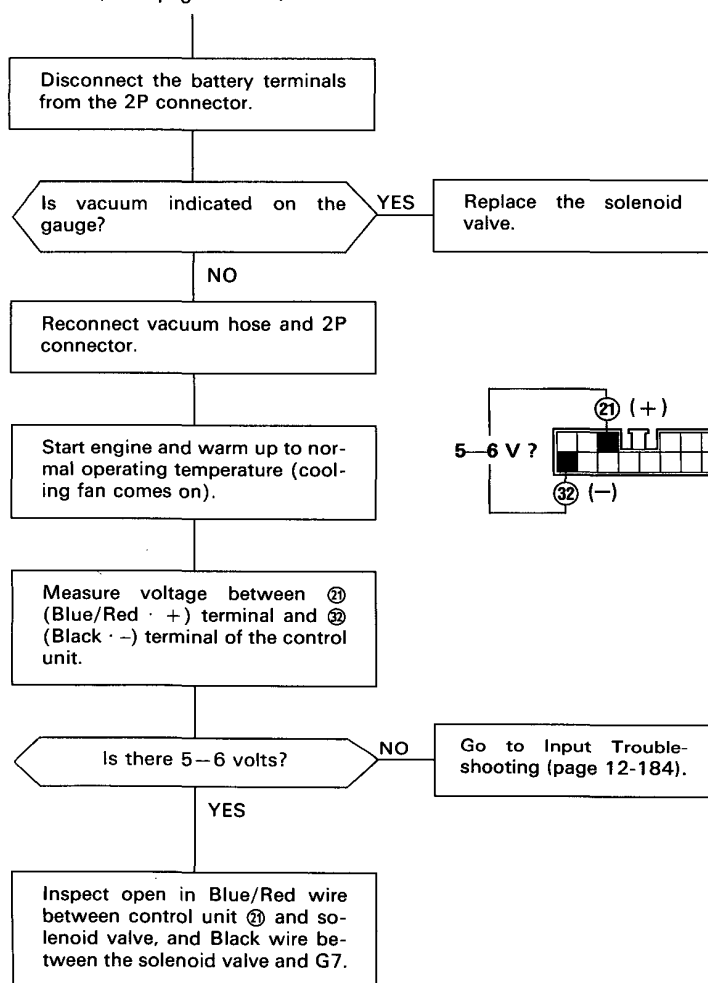 Disconnect the battery terminals
from the 2P connector.
Is vacuum indicated on the
gauge?
YES
Replace the solenoid
valve.
NO
Reconnect vacuum hose and 2P
connector.
Start engine and warm up to nor-
mal operating temperature (cool-
ing fan comes on).
21 (+)
5—6 V ?
32 (−)
Measure voltage between ㉑
(Blue/Red · +) terminal and ㉜
(Black · −) terminal of the control
unit.
Is there 5—6 volts?
NO
Go to Input Trouble-
shooting (page 12-184).
YES
Inspect open in Blue/Red wire
between control unit ㉑ and so-
lenoid valve, and Black wire be-
tween the solenoid valve and G7.